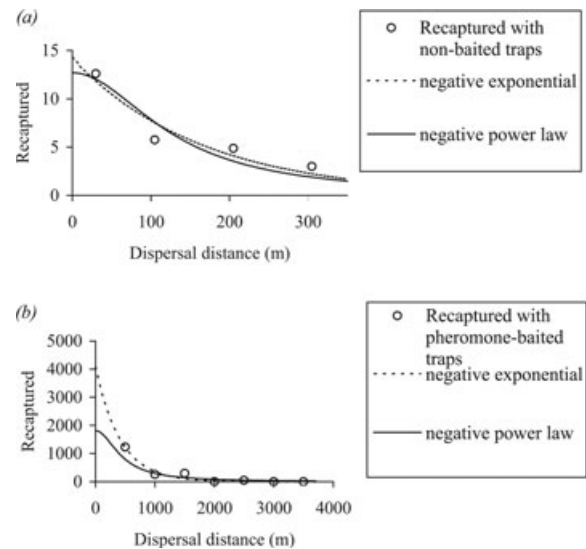 (a)
15
10
5
0
Recaptured
0 100 200 300
Dispersal distance (m)
Recaptured with
non-baited traps
negative exponential
negative power law
(b)
5000
4000
3000
2000
1000
0
Recaptured
0 1000 2000 3000 4000
Dispersal distance (m)
Recaptured with
pheromone-baited
traps
negative exponential
negative power law